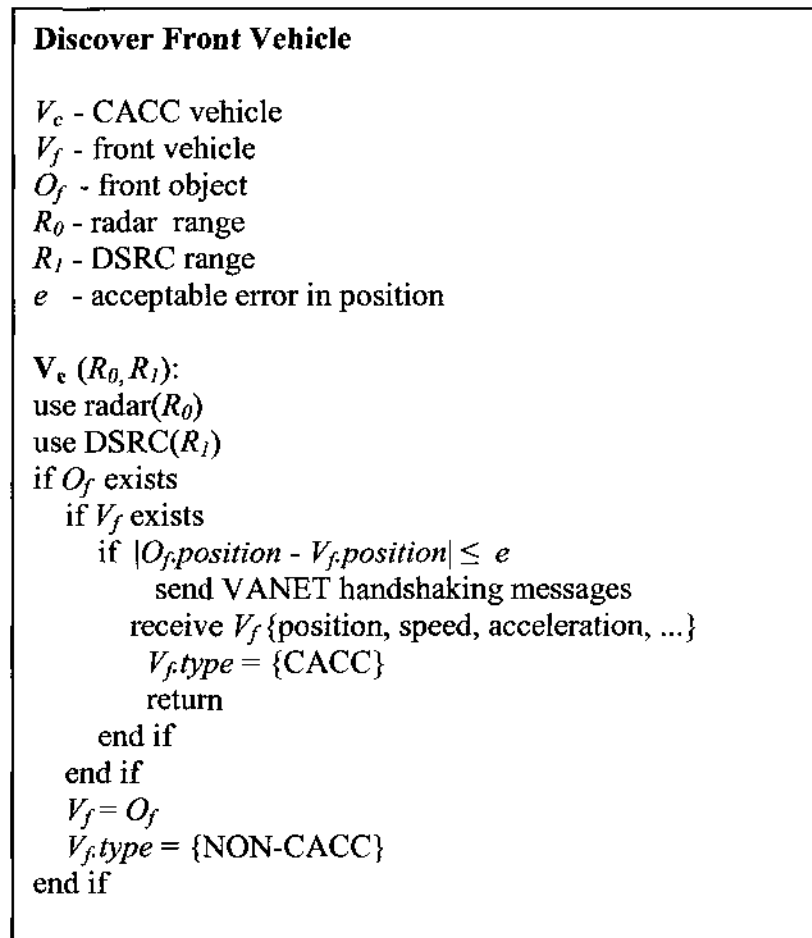 Discover Front Vehicle
V_c - CACC vehicle
V_f - front vehicle
O_f - front object
R_0 - radar range
R_1 - DSRC range
e - acceptable error in position
V_c (R_0, R_1):
use radar(R_0)
use DSRC(R_1)
if O_f exists
if V_f exists
if |O_f.position - V_f.position| ≤ e
send VANET handshaking messages
receive V_f {position, speed, acceleration, ...}
V_f.type = {CACC}
return
end if
end if
V_f = O_f
V_f.type = {NON-CACC}
end if